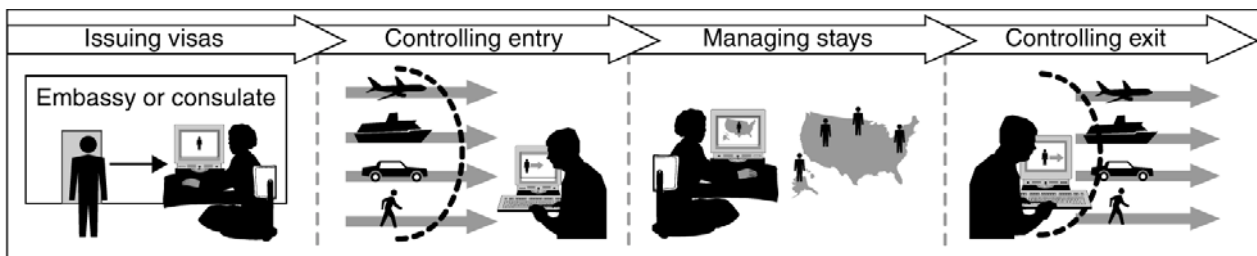 Issuing visas
Controlling entry
Managing stays
Controlling exit
Embassy or consulate